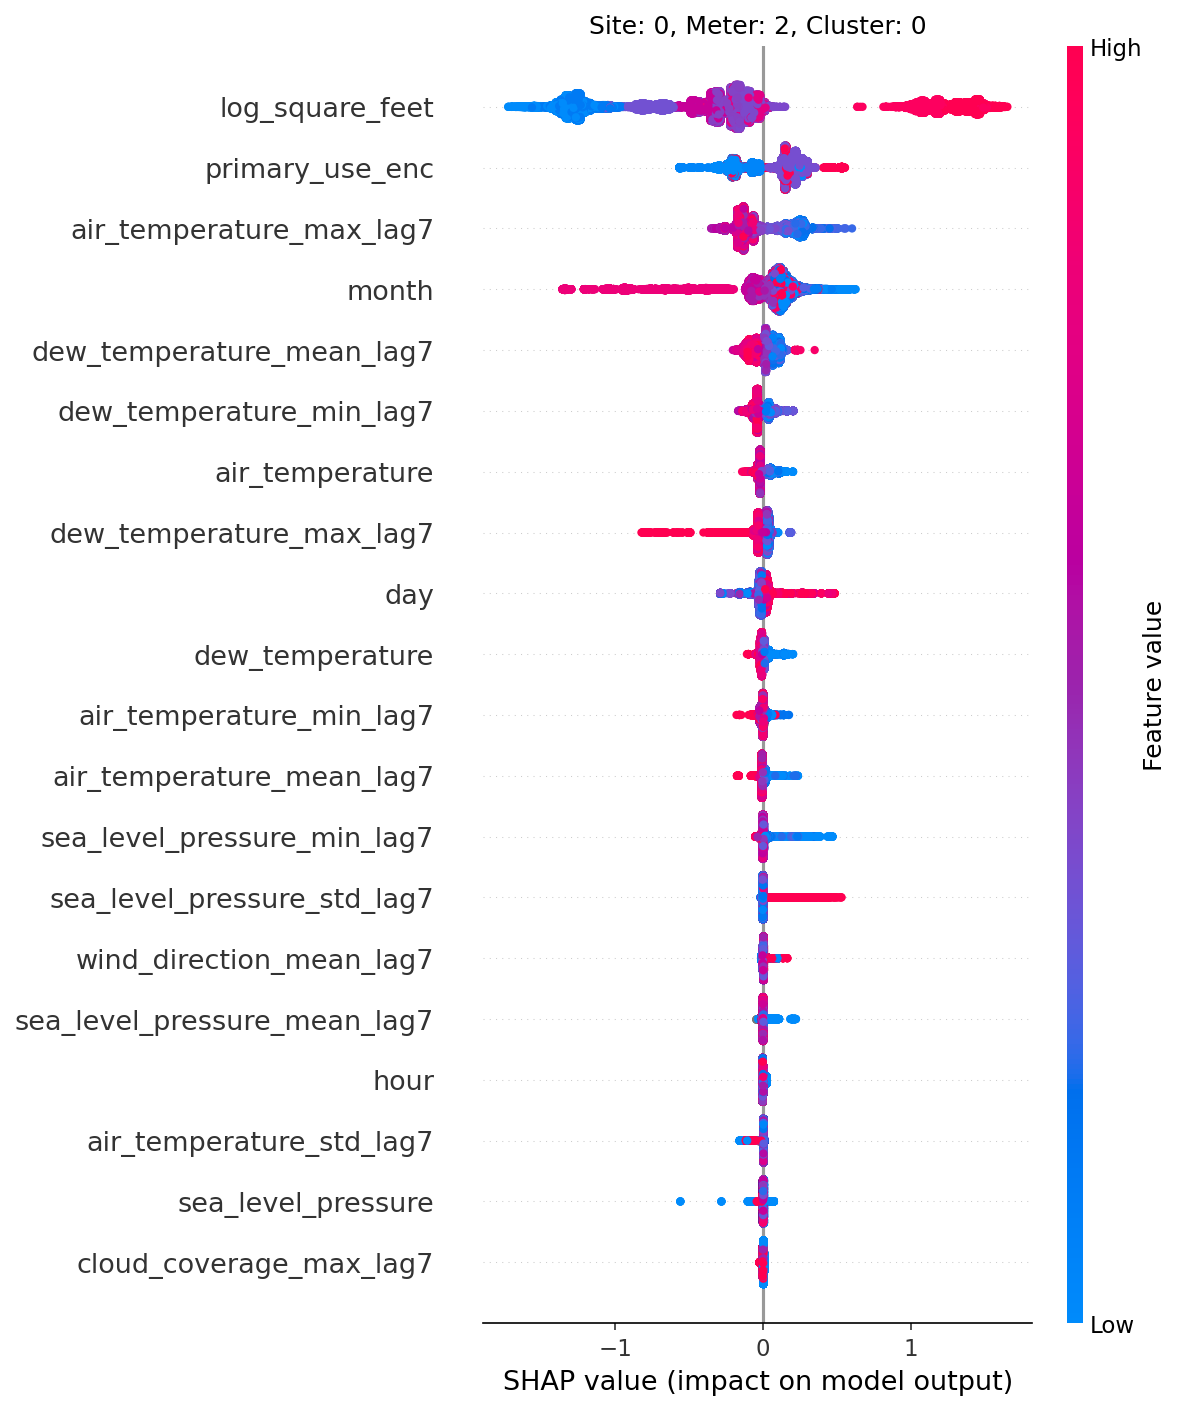 Site: 0, Meter: 2, Cluster: 0
High
log_square_feet
primary_use_enc
air_temperature_max_lag7
month
dew_temperature_mean_lag7
dew_temperature_min_lag7
air_temperature
dew_temperature_max_lag7
day
dew_temperature
air_temperature_min_lag7
air_temperature_mean_lag7
sea_level_pressure_min_lag7
sea_level_pressure_std_lag7
wind_direction_mean_lag7
sea_level_pressure_mean_lag7
hour
air_temperature_std_lag7
sea_level_pressure
cloud_coverage_max_lag7
Feature value
Low
−1 0 1
SHAP value (impact on model output)